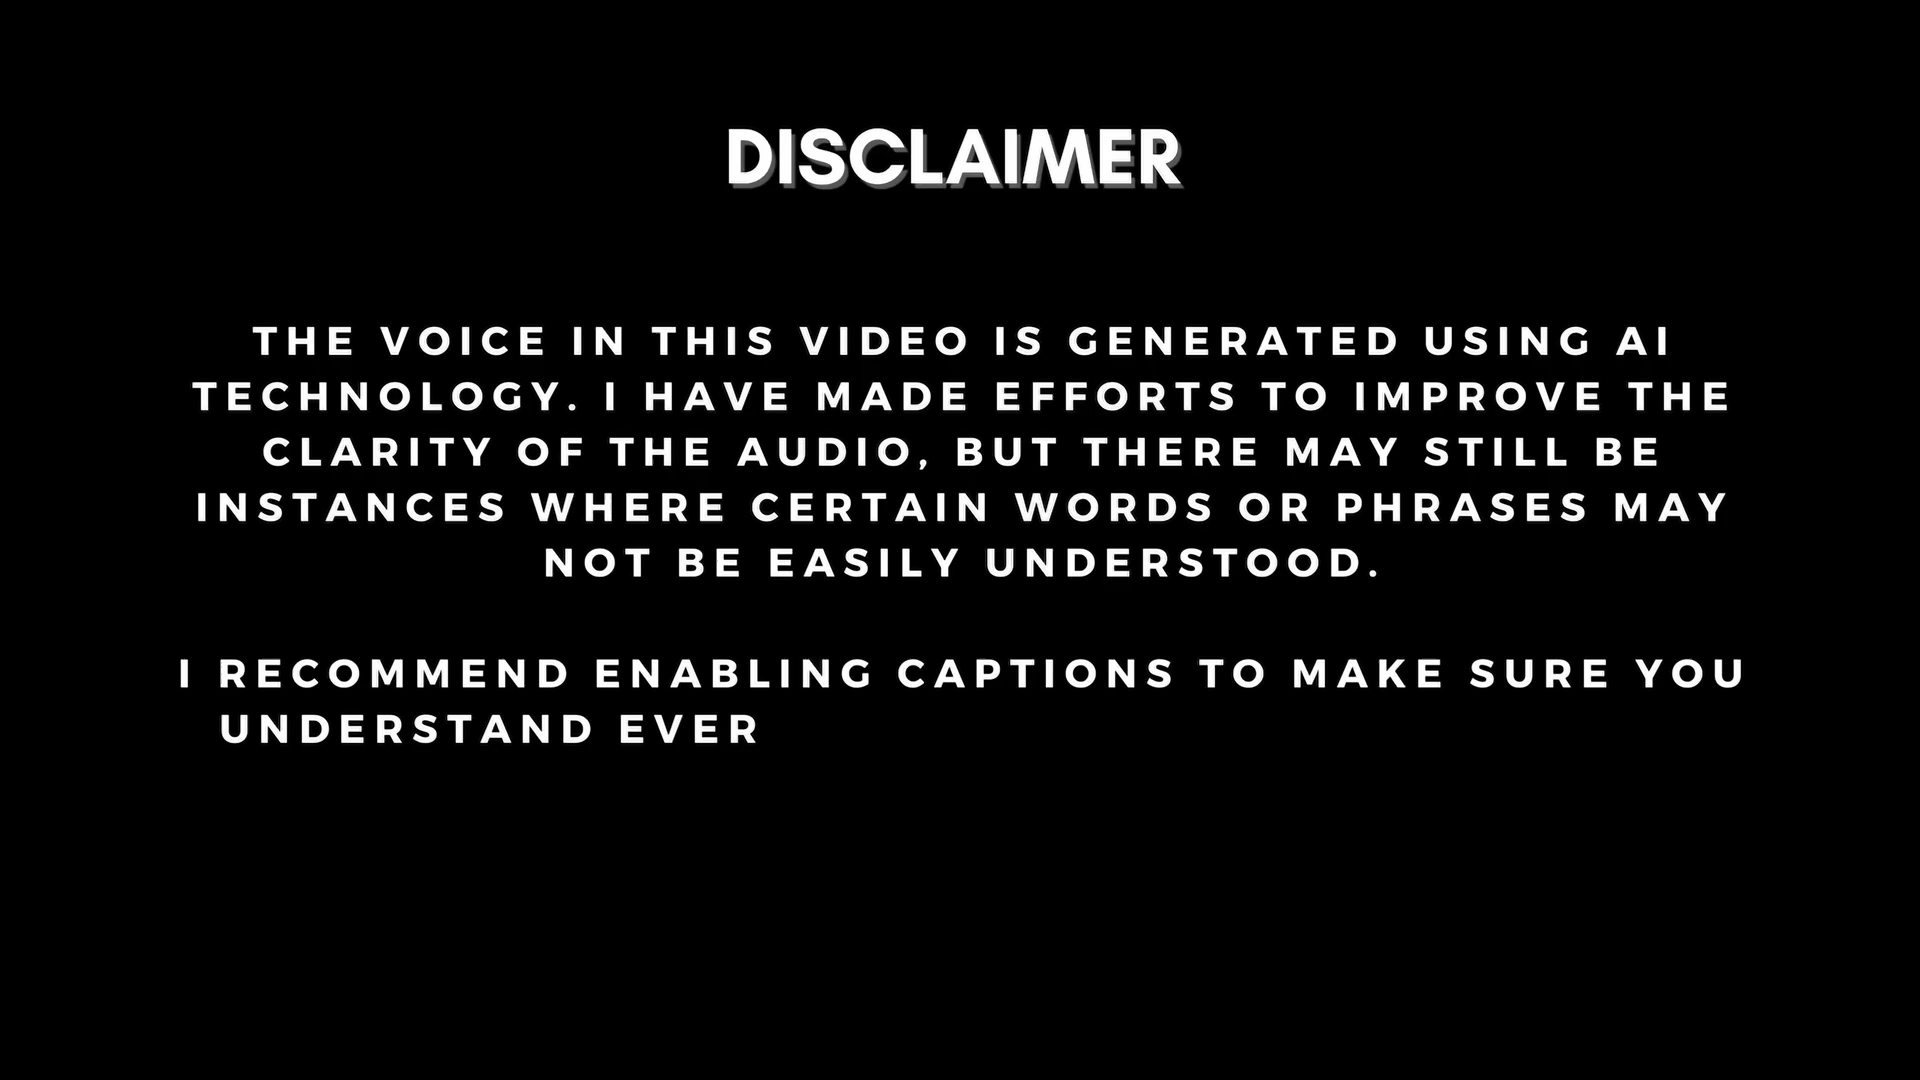 DISCLAIMER
THE VOICE IN THIS VIDEO IS GENERATED USING AI
TECHNOLOGY. I HAVE MADE EFFORTS TO IMPROVE THE
CLARITY OF THE AUDIO, BUT THERE MAY STILL BE
INSTANCES WHERE CERTAIN WORDS OR PHRASES MAY
NOT BE EASILY UNDERSTOOD.
I RECOMMEND ENABLING CAPTIONS TO MAKE SURE YOU
UNDERSTAND EVER